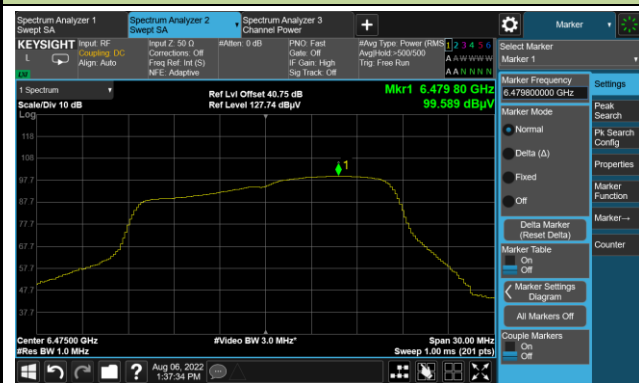 Spectrum Analyzer 1
Swept SA
Spectrum Analyzer 2
Swept SA
Spectrum Analyzer 3
Channel Power
+
Marker
KEYSIGHT
L
Input: RF
Coupling: DC
Align: Auto
Input Z: 50 Ω
Corrections: Off
Freq Ref: Int (S)
NFE: Adaptive
#Atten: 0 dB
PNO: Fast
Gate: Off
IF Gain: High
Sig Track: Off
#Avg Type: Power (RMS
Avg|Hold:>500/500
Trig: Free Run
1 2 3 4 5 6
A A W W W W
A A N N N N
Select Marker
Marker 1
1 Spectrum
Scale/Div 10 dB
Log
Ref Lvl Offset 40.75 dB
Ref Level 127.74 dBµV
Mkr1 6.479 80 GHz
99.589 dBµV
118
108
97.7
87.7
77.7
67.7
57.7
47.7
37.7
1
Center 6.47500 GHz
#Res BW 1.0 MHz
#Video BW 3.0 MHz*
Span 30.00 MHz
Sweep 1.00 ms (201 pts)
Marker Frequency
6.479800000 GHz
Marker Mode
Normal
Delta (Δ)
Fixed
Off
Delta Marker
(Reset Delta)
Marker Table
On
Off
Marker Settings
Diagram
All Markers Off
Couple Markers
On
Off
Settings
Peak
Search
Pk Search
Config
Properties
Marker
Function
Marker→
Counter
?
Aug 06, 2022
1:37:34 PM